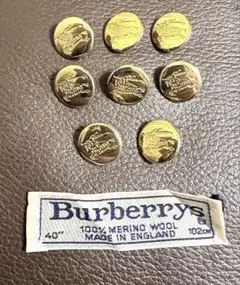 Burberrys
100% MERINO WOOL
40" MADE IN ENGLAND 102cm